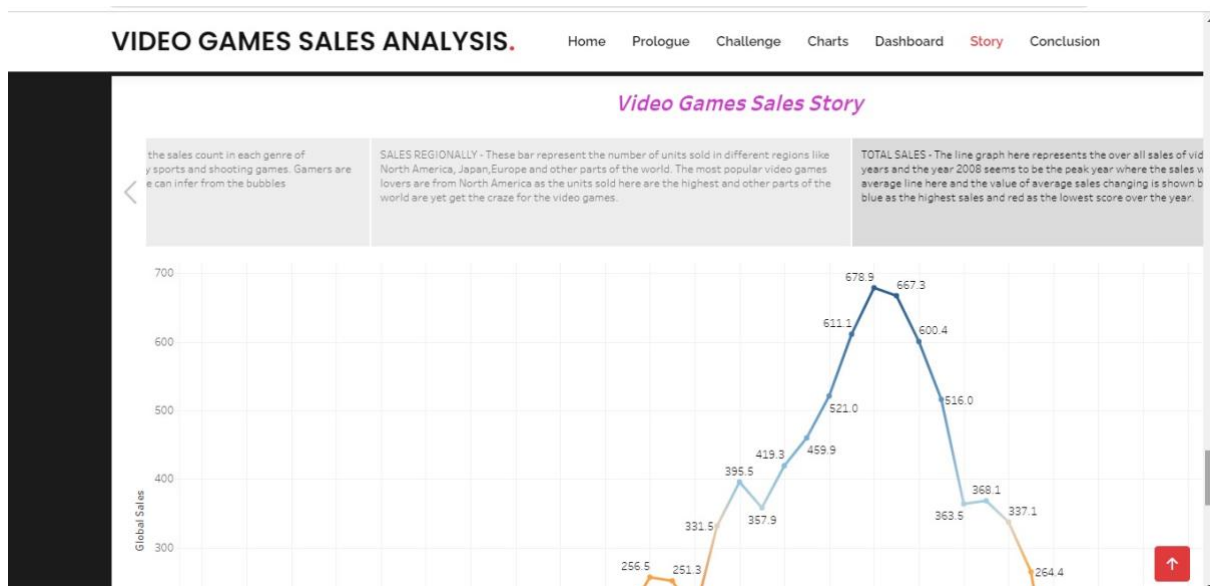 VIDEO GAMES SALES ANALYSIS.
Home Prologue Challenge Charts Dashboard Story Conclusion
Video Games Sales Story
the sales count in each genre of
y sports and shooting games. Gamers are
e can infer from the bubbles
SALES REGIONALLY - These bar represent the number of units sold in different regions like
North America, Japan,Europe and other parts of the world. The most popular video games
lovers are from North America as the units sold here are the highest and other parts of the
world are yet get the craze for the video games.
TOTAL SALES - The line graph here represents the over all sales of vid
years and the year 2008 seems to be the peak year where the sales w
average line here and the value of average sales changing is shown b
blue as the highest sales and red as the lowest score over the year.
700
678.9
667.3
611.1
600.4
600
521.0
516.0
500
459.9
419.3
400
395.5
368.1
363.5
357.9
337.1
331.5
300
264.4
256.5
251.3
Global Sales